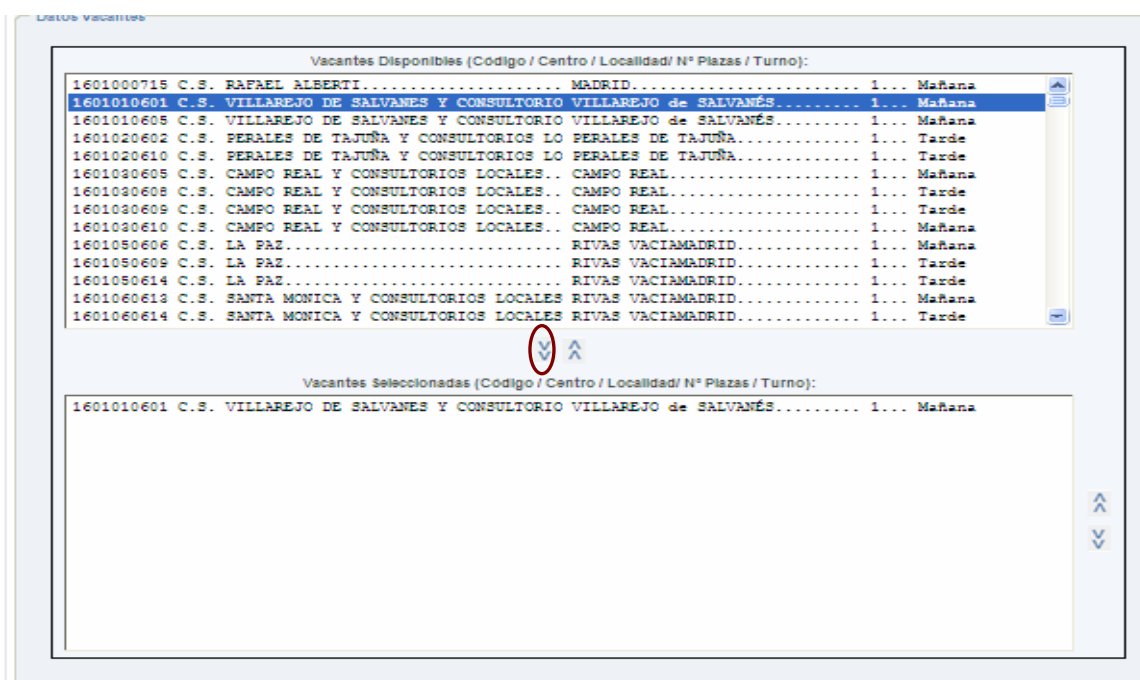 Datos Vacantes
Vacantes Disponibles (Código / Centro / Localidad/ Nº Plazas / Turno):
1601000715 C.S. RAFAEL ALBERTI.................... MADRID........................ 1... Mañana
1601010601 C.S. VILLAREJO DE SALVANES Y CONSULTORIO VILLAREJO de SALVANÉS......... 1... Mañana
1601010605 C.S. VILLAREJO DE SALVANES Y CONSULTORIO VILLAREJO de SALVANÉS......... 1... Mañana
1601020602 C.S. PERALES DE TAJUÑA Y CONSULTORIOS LO PERALES DE TAJUÑA............. 1... Tarde
1601020610 C.S. PERALES DE TAJUÑA Y CONSULTORIOS LO PERALES DE TAJUÑA............. 1... Tarde
1601030605 C.S. CAMPO REAL Y CONSULTORIOS LOCALES.. CAMPO REAL.................... 1... Mañana
1601030608 C.S. CAMPO REAL Y CONSULTORIOS LOCALES.. CAMPO REAL.................... 1... Tarde
1601030609 C.S. CAMPO REAL Y CONSULTORIOS LOCALES.. CAMPO REAL.................... 1... Tarde
1601030610 C.S. CAMPO REAL Y CONSULTORIOS LOCALES.. CAMPO REAL.................... 1... Mañana
1601050606 C.S. LA PAZ............................. RIVAS VACIAMADRID............. 1... Mañana
1601050609 C.S. LA PAZ............................. RIVAS VACIAMADRID............. 1... Tarde
1601050614 C.S. LA PAZ............................. RIVAS VACIAMADRID............. 1... Tarde
1601060613 C.S. SANTA MONICA Y CONSULTORIOS LOCALES RIVAS VACIAMADRID............. 1... Mañana
1601060614 C.S. SANTA MONICA Y CONSULTORIOS LOCALES RIVAS VACIAMADRID............. 1... Tarde
Vacantes Seleccionadas (Código / Centro / Localidad/ Nº Plazas / Turno):
1601010601 C.S. VILLAREJO DE SALVANES Y CONSULTORIO VILLAREJO de SALVANÉS......... 1... Mañana